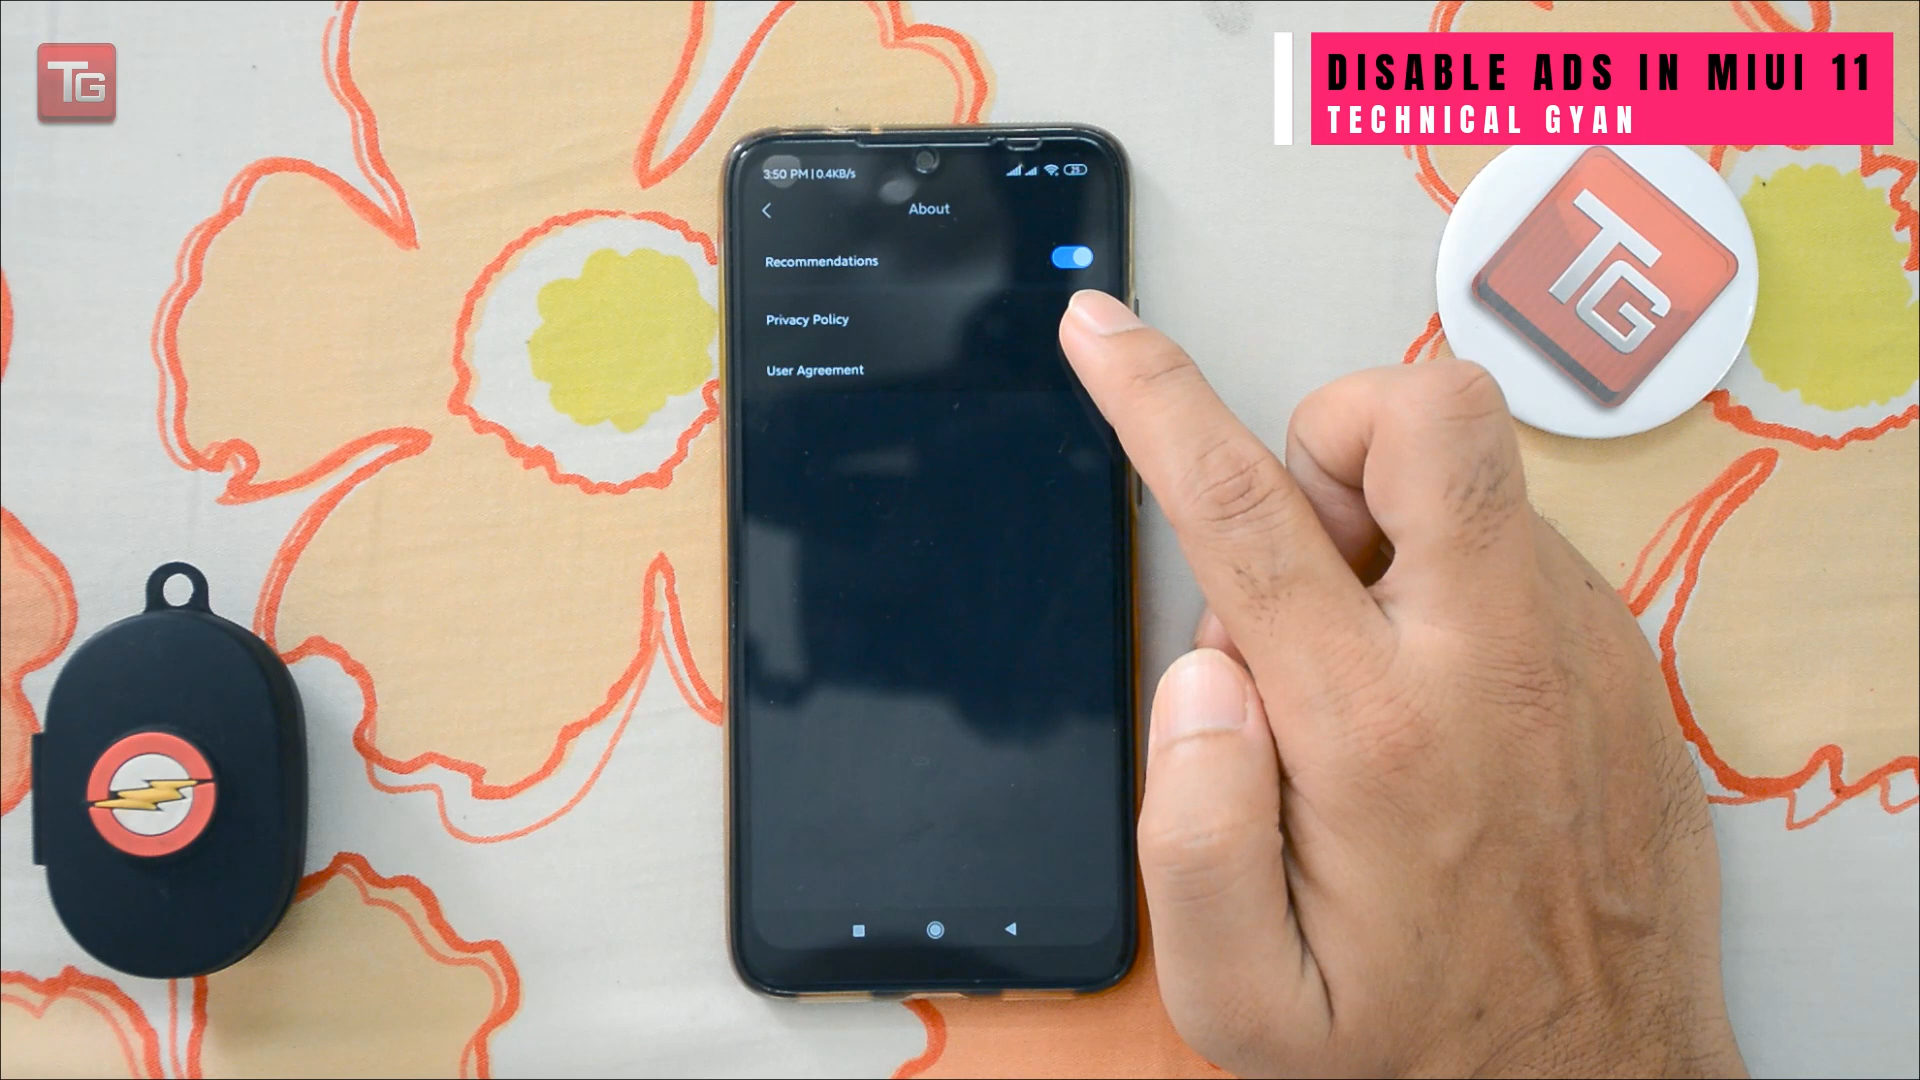 TG
DISABLE ADS IN MIUI 11
TECHNICAL GYAN
3:50 PM | 0.4KB/s
25
About
Recommendations
Privacy Policy
User Agreement
TG